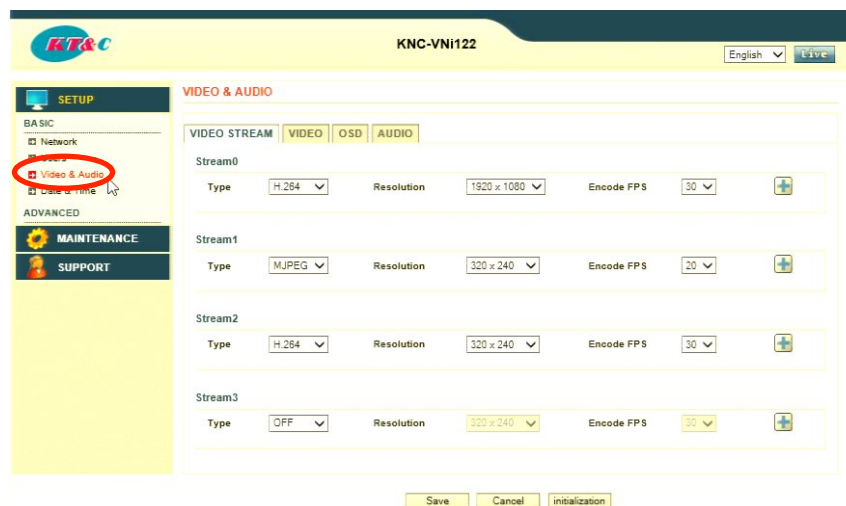 KT&C
KNC-VNi122
English Live
SETUP
VIDEO & AUDIO
BASIC
Network
Users
Video & Audio
Date & Time
ADVANCED
MAINTENANCE
SUPPORT
VIDEO STREAM VIDEO OSD AUDIO
Stream0
Type H.264 Resolution 1920 x 1080 Encode FPS 30
Stream1
Type MJPEG Resolution 320 x 240 Encode FPS 20
Stream2
Type H.264 Resolution 320 x 240 Encode FPS 30
Stream3
Type OFF Resolution 320 x 240 Encode FPS 30
Save Cancel initialization